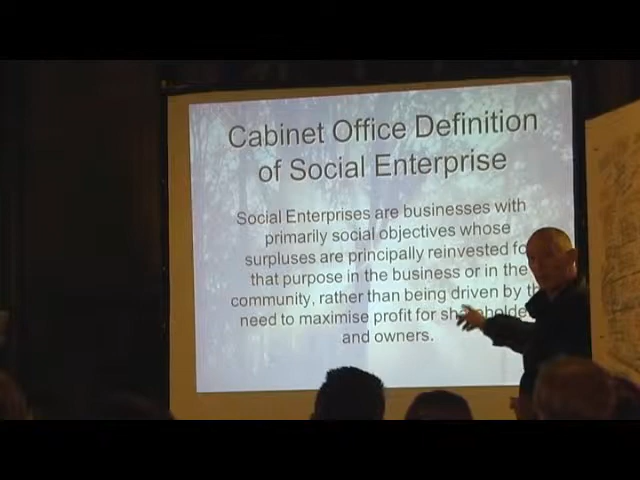 Cabinet Office Definition
of Social Enterprise
Social Enterprises are businesses with
primarily social objectives whose
surpluses are principally reinvested
that purpose in the business or in the
community, rather than being driven by
need to maximise profit for
and owners.